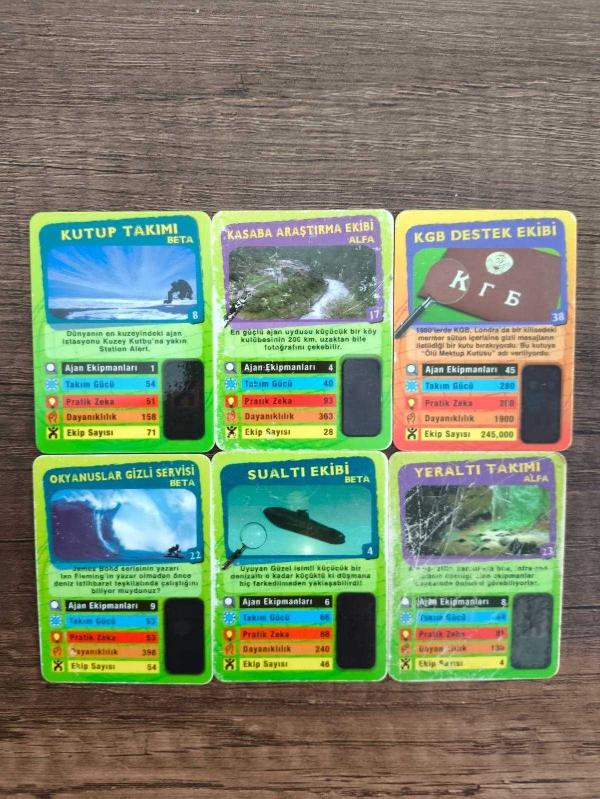 KUTUP TAKIMI
BETA
8
Dünyanın en kuzeyindeki ajan
istasyonu Kuzey Kutbu'na yakın
Station Alert.
Ajan Ekipmanları 1
Takım Gücü 54
Pratik Zeka 51
Dayanıklılık 158
Ekip Sayısı 71
KASABA ARAŞTIRMA EKİBİ
ALFA
17
En güçlü ajan uydusu küçücük bir köy
kulübesinin 200 km. uzaktan bile
fotoğrafını çekebilir.
Ajan Ekipmanları 4
Takım Gücü 40
Pratik Zeka 93
Dayanıklılık 363
Ekip Sayısı 28
KGB DESTEK EKİBİ
КГБ
38
1980'lerde KGB, Londra'da bir kilisedeki
mermer sütun içerisine gizli mesajların
iletildiği bir kutu bırakıyordu. Bu kutuya
"Ölü Mektup Kutusu" adı veriliyordu.
Ajan Ekipmanları 45
Takım Gücü 280
Pratik Zeka
Dayanıklılık 1900
Ekip Sayısı 245,000
OKYANUSLAR GİZLİ SERVİSİ
BETA
22
James Bond serisinin yazarı
Ian Fleming'in yazar olmadan önce
deniz istihbarat teşkilatında çalıştığını
biliyor muydunuz?
Ajan Ekipmanları 9
Takım Gücü 53
Pratik Zeka 53
Dayanıklılık 398
Ekip Sayısı 54
SUALTI EKİBİ
BETA
4
Uyuyan Güzel isimli küçücük bir
denizaltı o kadar küçüktü ki düşmana
hiç farkedilmeden yaklaşabilirdi!
Ajan Ekipmanları 6
Takım Gücü 66
Pratik Zeka 68
Dayanıklılık 240
Ekip Sayısı 46
YERALTI TAKIMI
ALFA
23
Ajan Ekipmanları 8
Takım Gücü 44
Pratik Zeka 81
Dayanıklılık
Ekip Sayısı 4